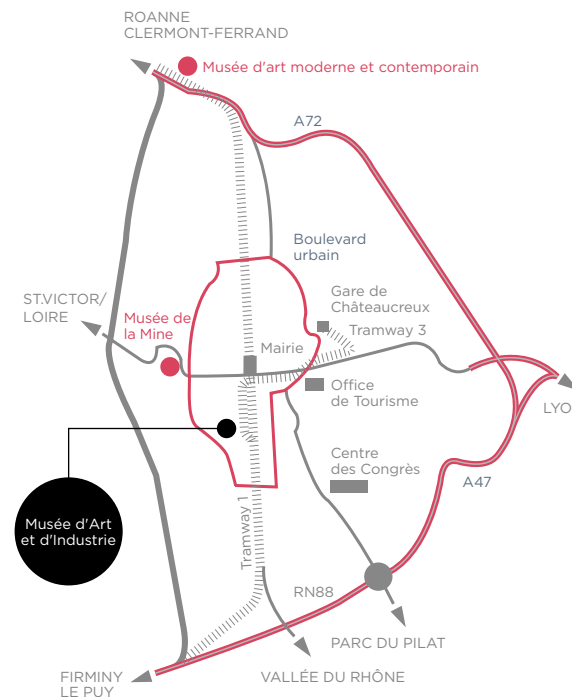 ROANNE
CLERMONT-FERRAND
Musée d'art moderne et contemporain
A72
Boulevard
urbain
Gare de
Châteaucreux
ST.VICTOR/
LOIRE
Musée de
la Mine
Tramway 3
Mairie
Office
de Tourisme
LYO
Centre
des Congrès
A47
Musée d'Art
et d'Industrie
Tramway 1
RN88
PARC DU PILAT
FIRMINY
LE PUY
VALLÉE DU RHÔNE